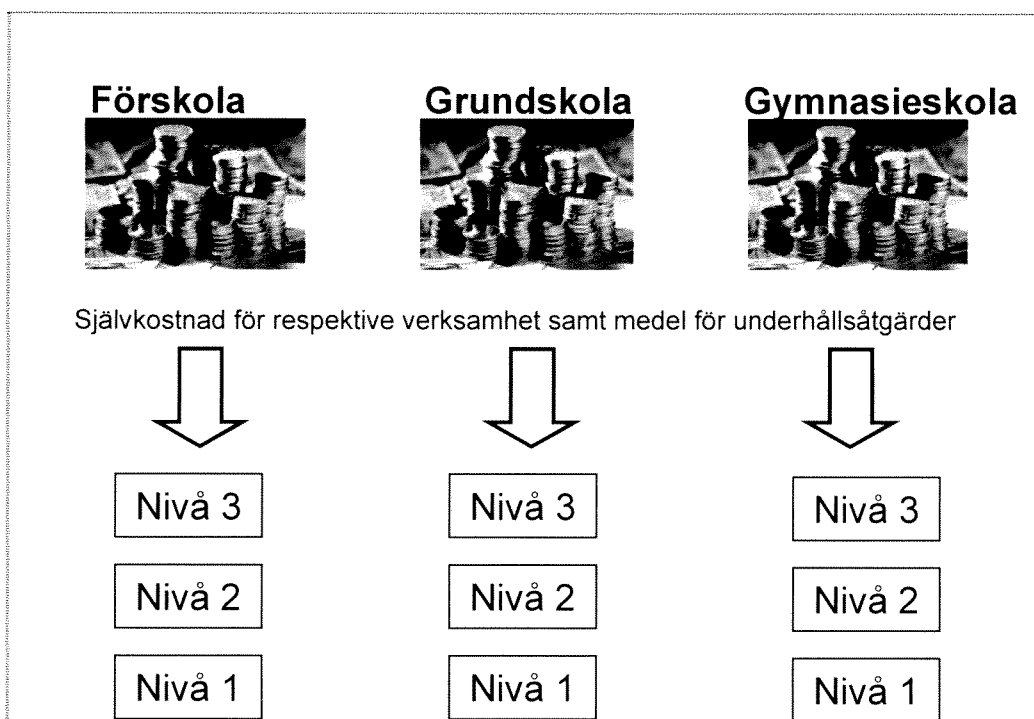 Förskola Grundskola Gymnasieskola
Självkostnad för respektive verksamhet samt medel för underhållsåtgärder
Nivå 3 Nivå 3 Nivå 3
Nivå 2 Nivå 2 Nivå 2
Nivå 1 Nivå 1 Nivå 1